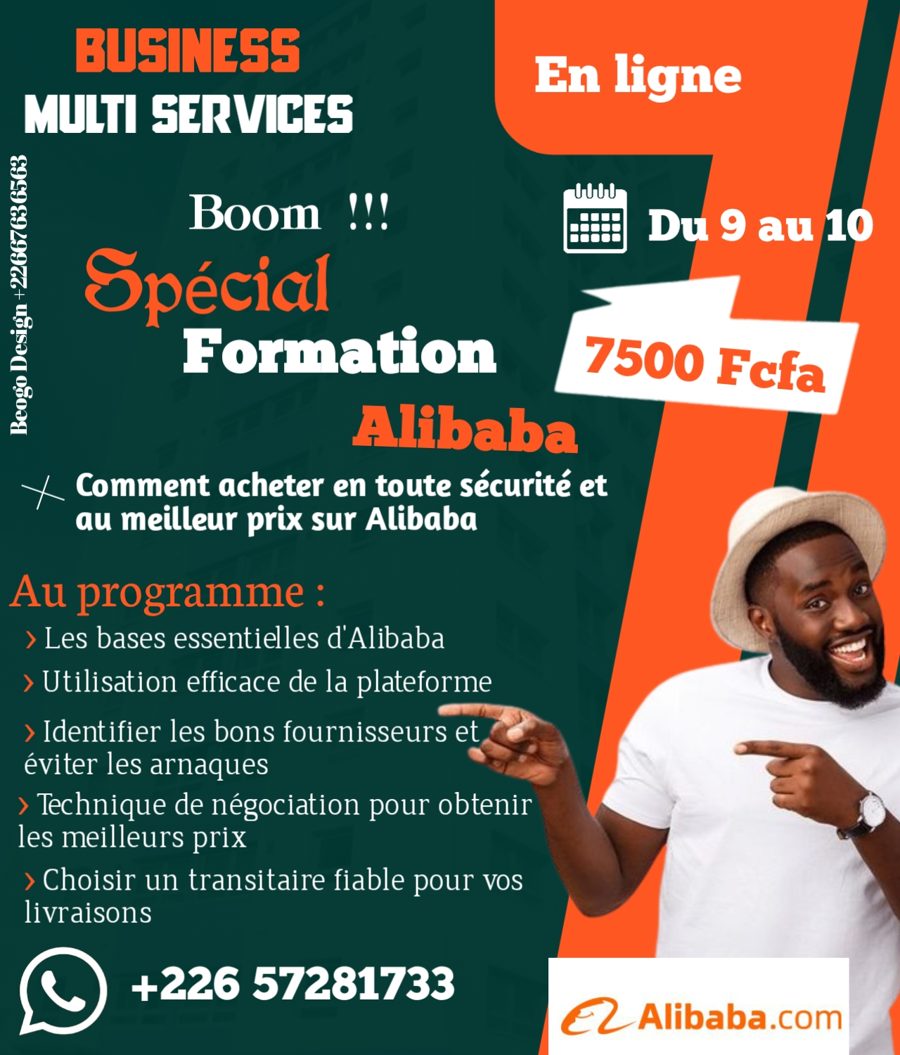 BUSINESS
MULTI SERVICES
En ligne
Bcogo Design +22667636563
Boom !!!
Du 9 au 10
Spécial
Formation
7500 Fcfa
Alibaba
Comment acheter en toute sécurité et
au meilleur prix sur Alibaba
Au programme :
› Les bases essentielles d'Alibaba
› Utilisation efficace de la plateforme
› Identifier les bons fournisseurs et
éviter les arnaques
› Technique de négociation pour obtenir
les meilleurs prix
› Choisir un transitaire fiable pour vos
livraisons
+226 57281733
Alibaba.com